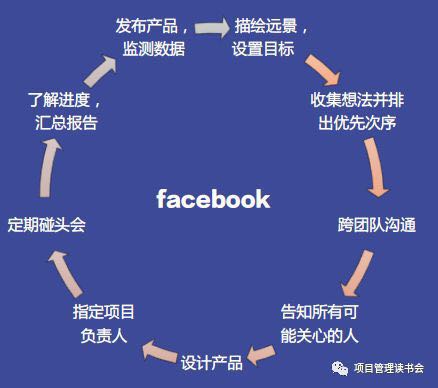 发布产品，
监测数据
描绘远景，
设置目标
收集想法并排
出优先次序
跨团队沟通
告知所有可
能关心的人
设计产品
指定项目
负责人
定期碰头会
了解进度，
汇总报告
facebook
项目管理读书会